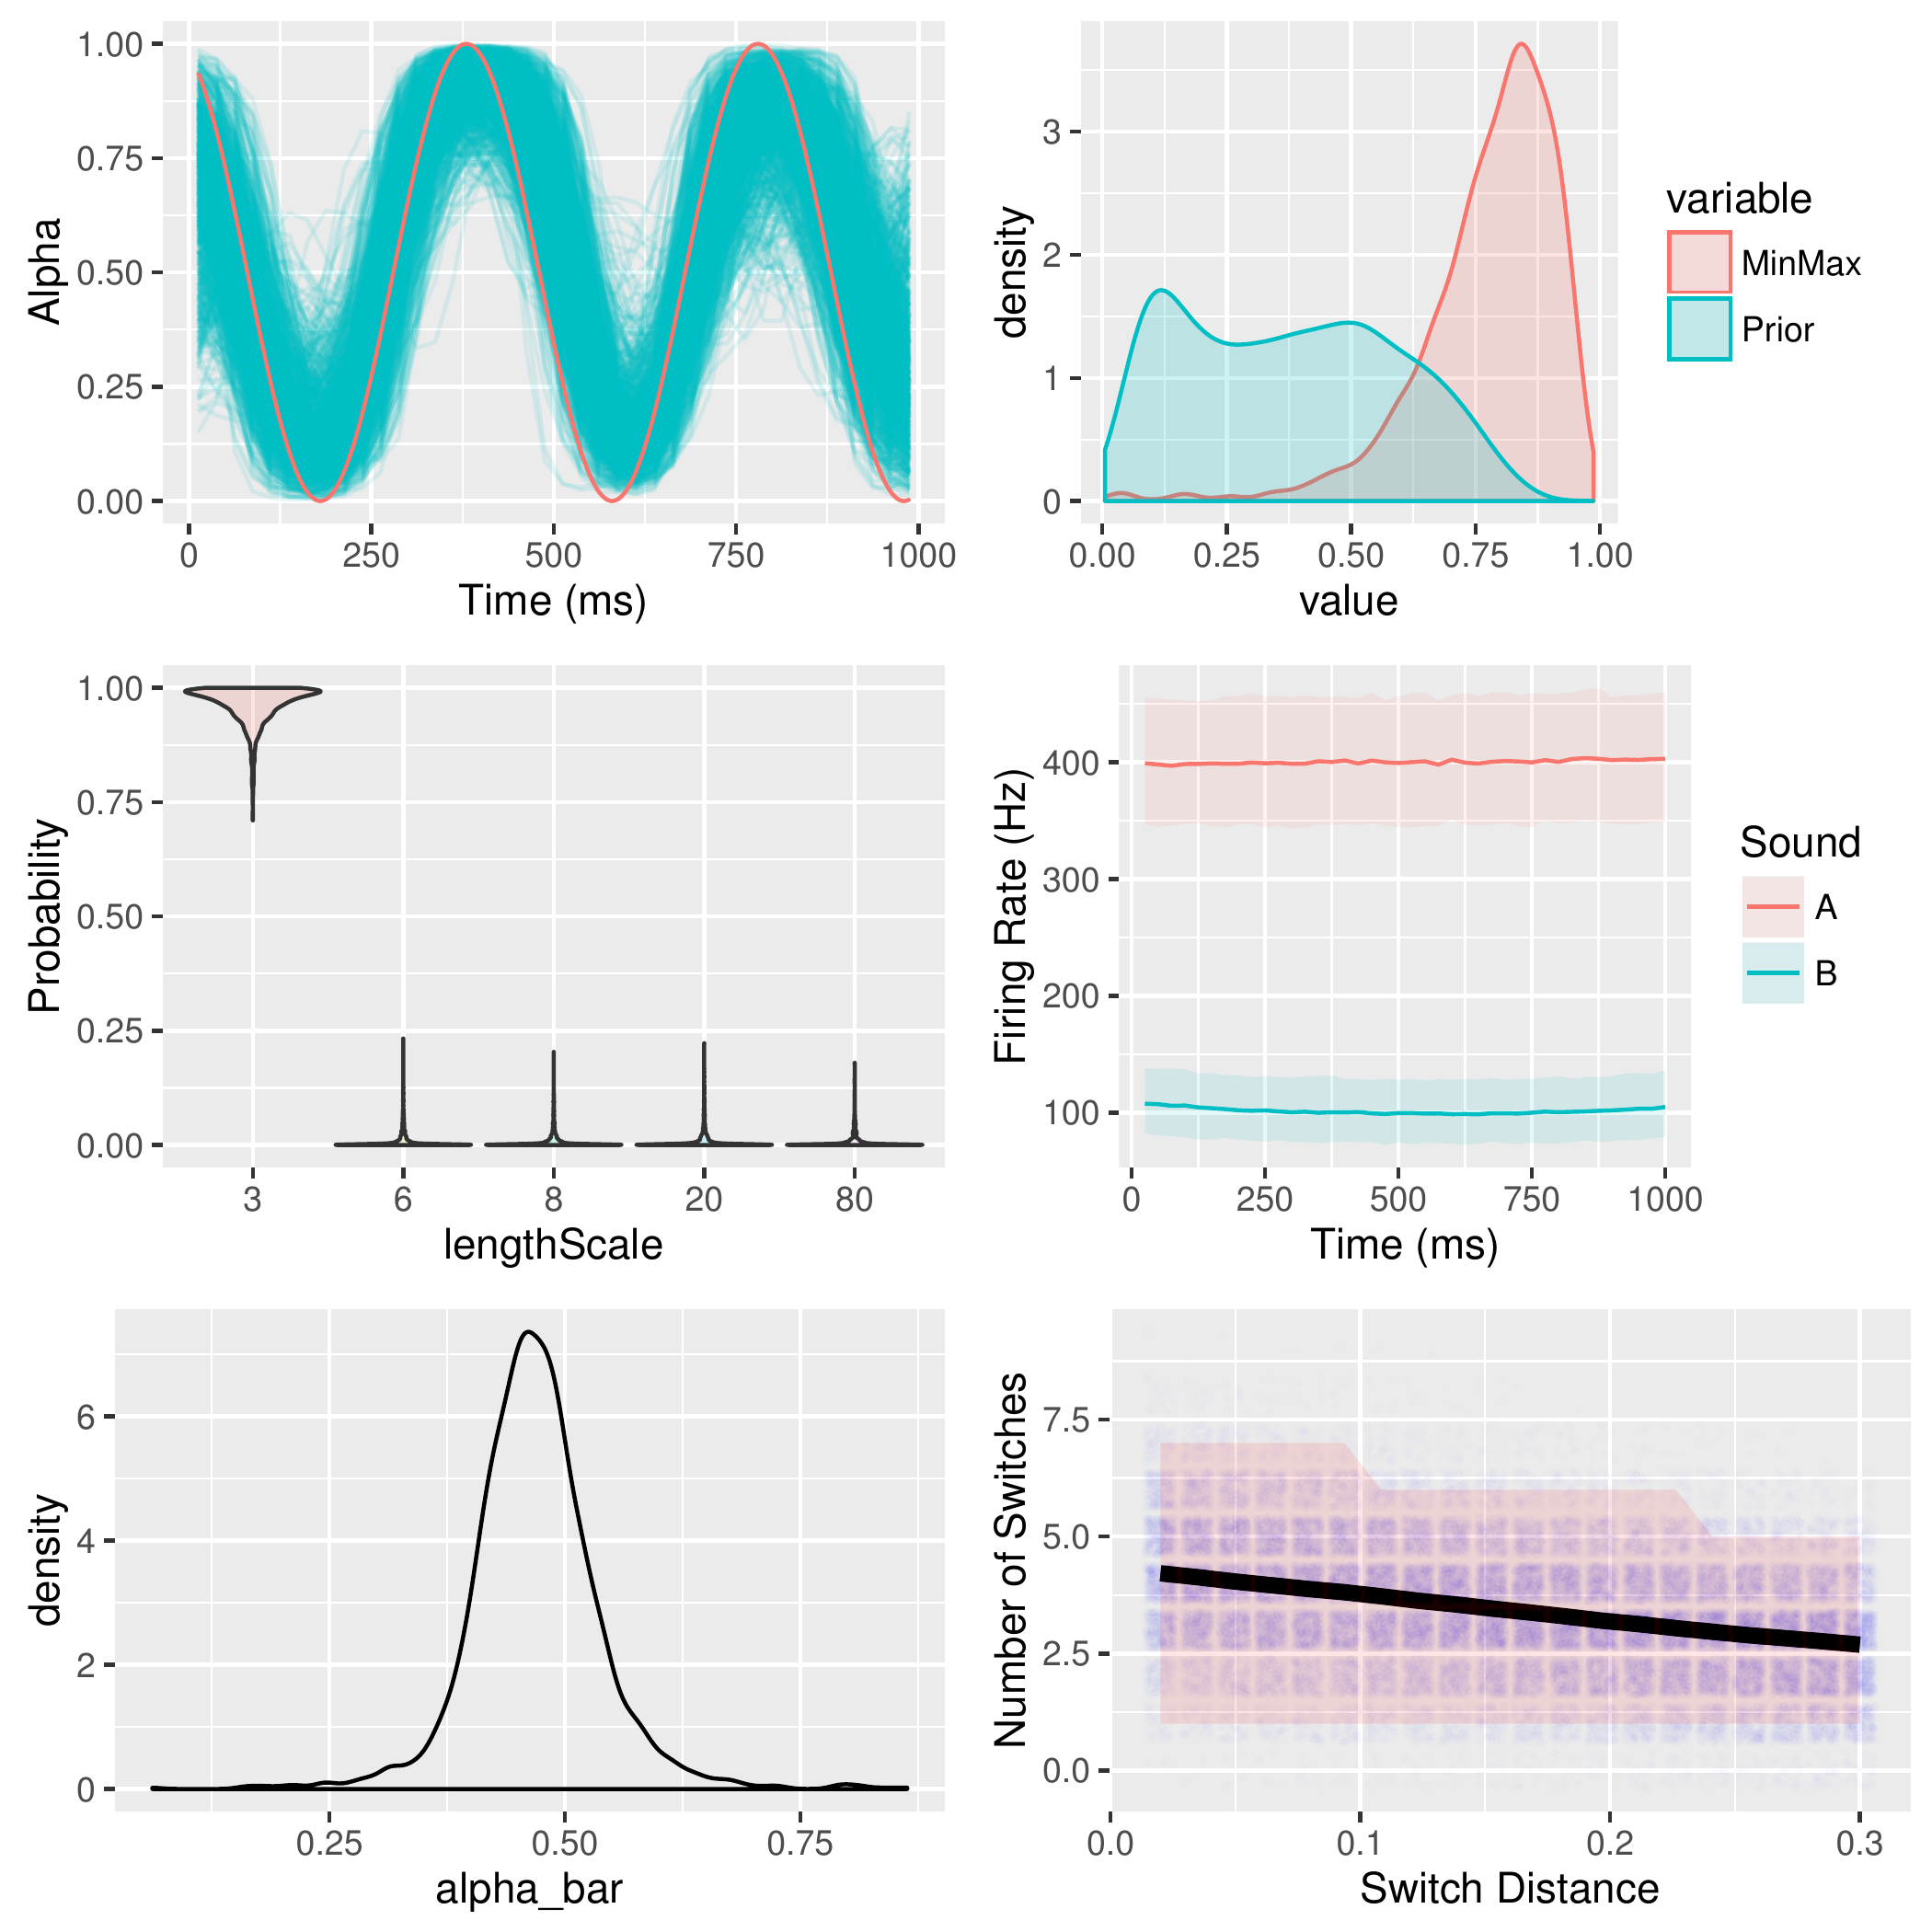 Alpha
1.00
0.75
0.50
0.25
0.00
0 250 500 750 1000
Time (ms)
density
3
2
1
0
0.00 0.25 0.50 0.75 1.00
value
variable
MinMax
Prior
Probability
1.00
0.75
0.50
0.25
0.00
3 6 8 20 80
lengthScale
Firing Rate (Hz)
400
300
200
100
0 250 500 750 1000
Time (ms)
Sound
A
B
density
6
4
2
0
0.25 0.50 0.75
alpha_bar
Number of Switches
7.5
5.0
2.5
0.0
0.0 0.1 0.2 0.3
Switch Distance